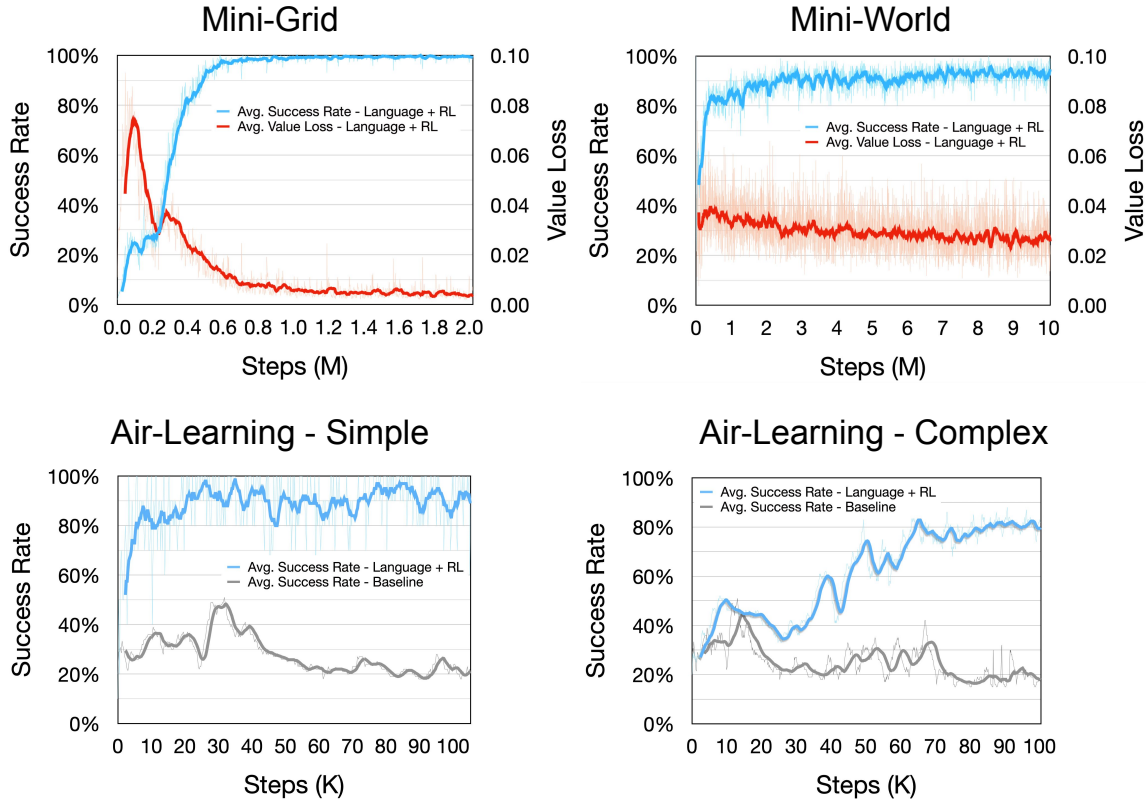 Mini-Grid
100%
80%
60%
40%
20%
0%
Success Rate
0.10
0.08
0.06
0.04
0.02
0.00
Value Loss
Avg. Success Rate - Language + RL
Avg. Value Loss - Language + RL
0.0 0.2 0.4 0.6 0.8 1.0 1.2 1.4 1.6 1.8 2.0
Steps (M)
Mini-World
100%
80%
60%
40%
20%
0%
Success Rate
0.10
0.08
0.06
0.04
0.02
0.00
Value Loss
Avg. Success Rate - Language + RL
Avg. Value Loss - Language + RL
0 1 2 3 4 5 6 7 8 9 10
Steps (M)
Air-Learning - Simple
100%
80%
60%
40%
20%
0%
Success Rate
Avg. Success Rate - Language + RL
Avg. Success Rate - Baseline
0 10 20 30 40 50 60 70 80 90 100
Steps (K)
Air-Learning - Complex
100%
80%
60%
40%
20%
0%
Success Rate
Avg. Success Rate - Language + RL
Avg. Success Rate - Baseline
0 10 20 30 40 50 60 70 80 90 100
Steps (K)